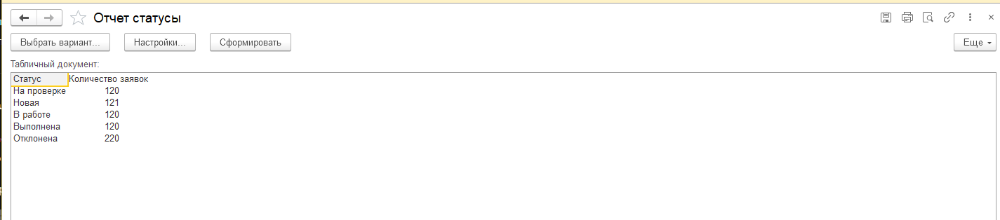 Отчет статусы
Выбрать вариант... Настройки... Сформировать Еще
Табличный документ:
Статус Количество заявок
На проверке 120
Новая 121
В работе 120
Выполнена 120
Отклонена 220